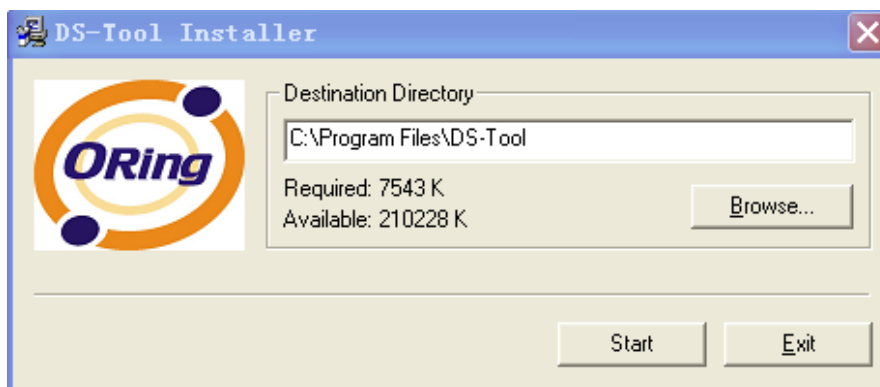 DS-Tool Installer
ORing
Destination Directory
C:\Program Files\DS-Tool
Required: 7543 K
Available: 210228 K
Browse...
Start
Exit